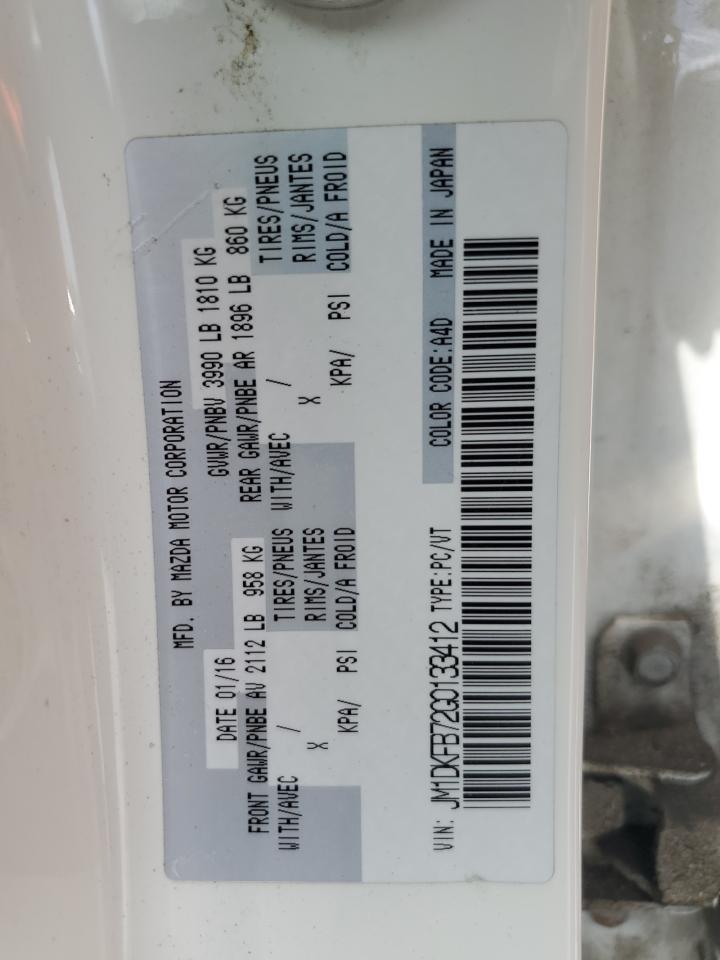 MFD. BY MAZDA MOTOR CORPORATION
DATE 01/16 GVWR/PNBV 3990 LB 1810 KG
FRONT GAWR/PNBE AV 2112 LB 958 KG REAR GAWR/PNBE AR 1896 LB 860 KG
WITH/AVEC / TIRES/PNEUS WITH/AVEC / TIRES/PNEUS
X RIMS/JANTES X RIMS/JANTES
KPA/ PSI COLD/A FROID KPA/ PSI COLD/A FROID
VIN: JM1DKFB72G0133412 TYPE:PC/VT COLOR CODE:A4D MADE IN JAPAN